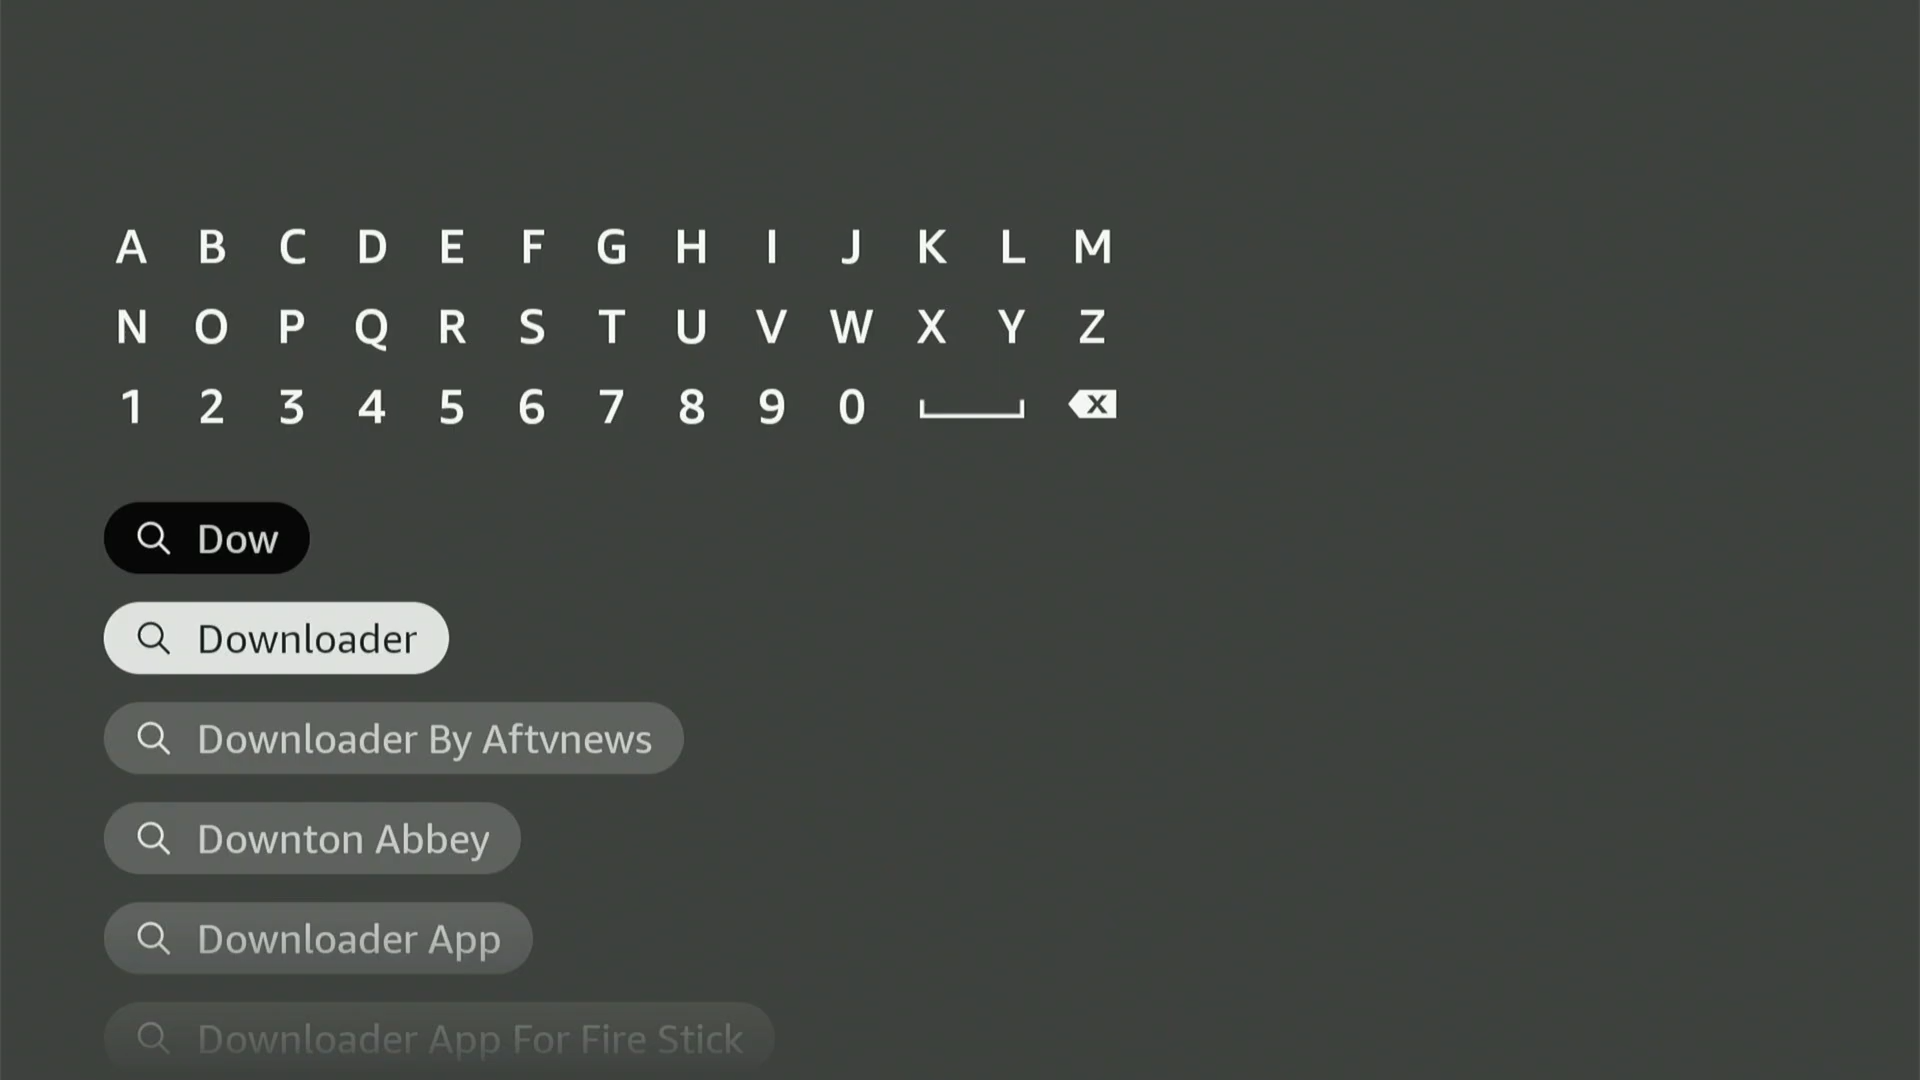 A B C D E F G H I J K L M
N O P Q R S T U V W X Y Z
1 2 3 4 5 6 7 8 9 0
Dow
Downloader
Downloader By Aftvnews
Downton Abbey
Downloader App
Downloader App For Fire Stick